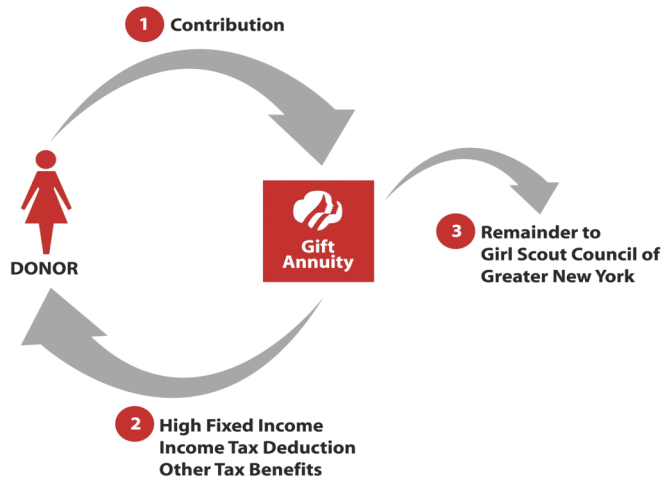 1 Contribution
DONOR
Gift
Annuity
3 Remainder to
Girl Scout Council of
Greater New York
2 High Fixed Income
Income Tax Deduction
Other Tax Benefits